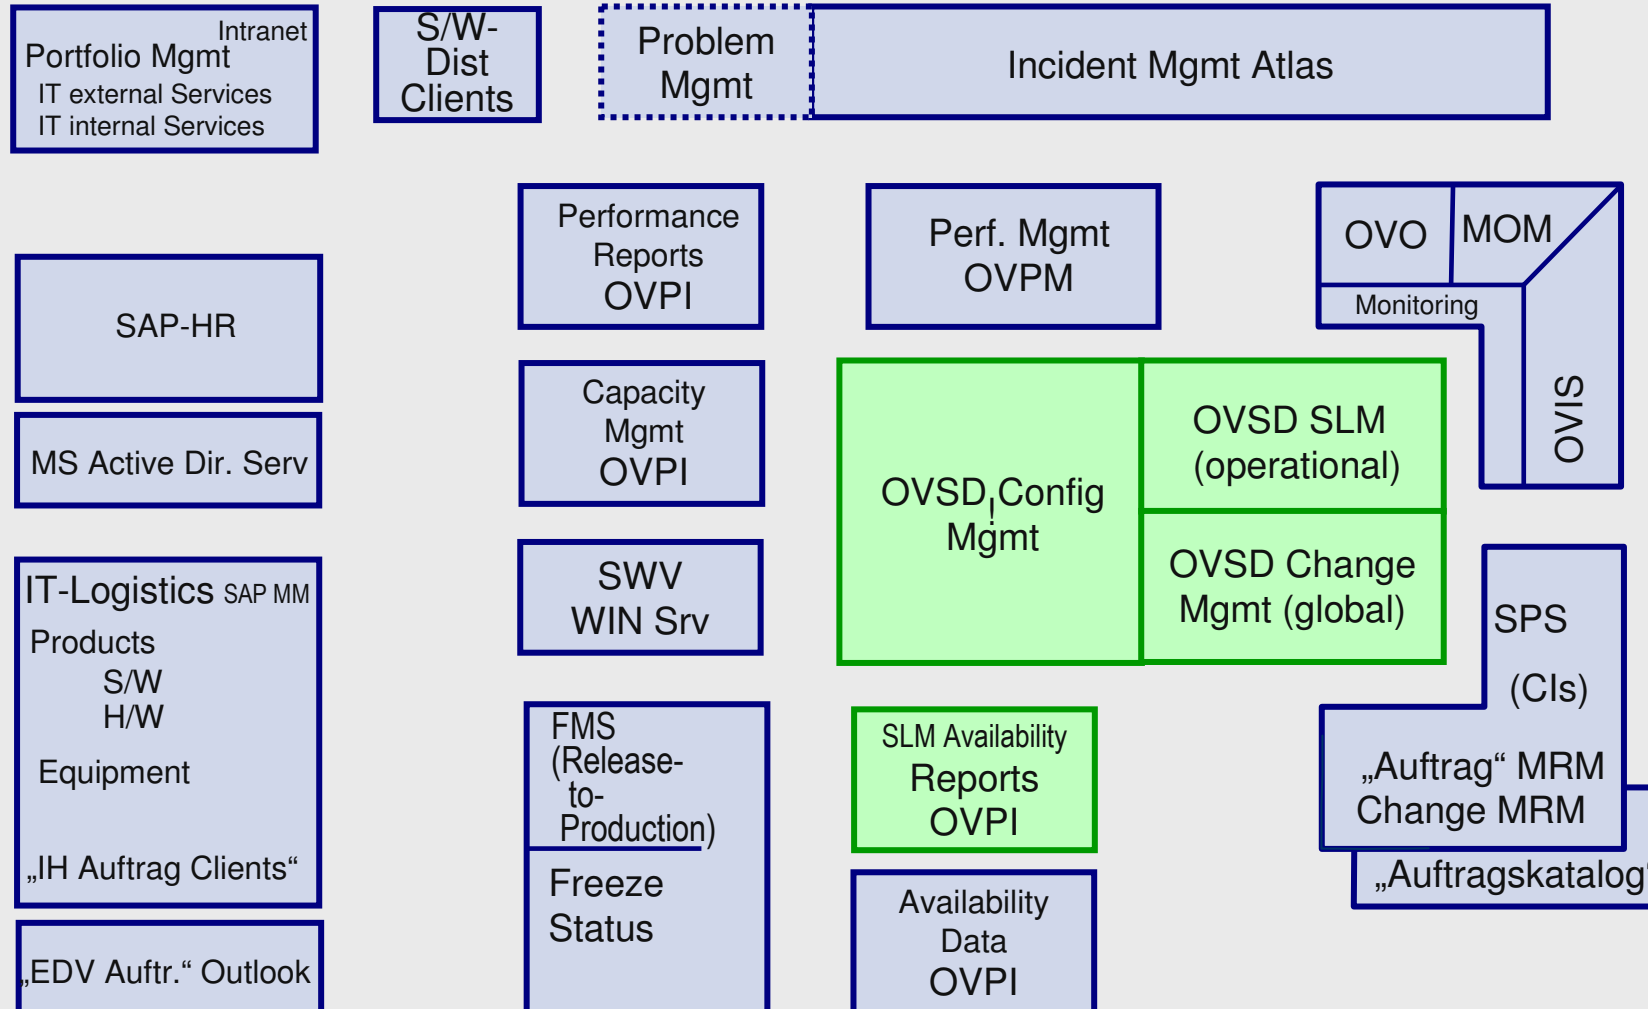 Intranet
Portfolio Mgmt
IT external Services
IT internal Services
S/W-
Dist
Clients
Problem
Mgmt
Incident Mgmt Atlas
Performance
Reports
OVPI
Perf. Mgmt
OVPM
OVO
MOM
Monitoring
OVIS
SAP-HR
MS Active Dir. Serv
Capacity
Mgmt
OVPI
OVSD Config
Mgmt
!
OVSD SLM
(operational)
OVSD Change
Mgmt (global)
IT-Logistics SAP MM
Products
S/W
H/W
Equipment
„IH Auftrag Clients“
SWV
WIN Srv
SPS
(CIs)
„Auftrag“ MRM
Change MRM
„Auftragskatalog“
FMS
(Release-
to-
Production)
Freeze
Status
SLM Availability
Reports
OVPI
Availability
Data
OVPI
„EDV Auftr.“ Outlook